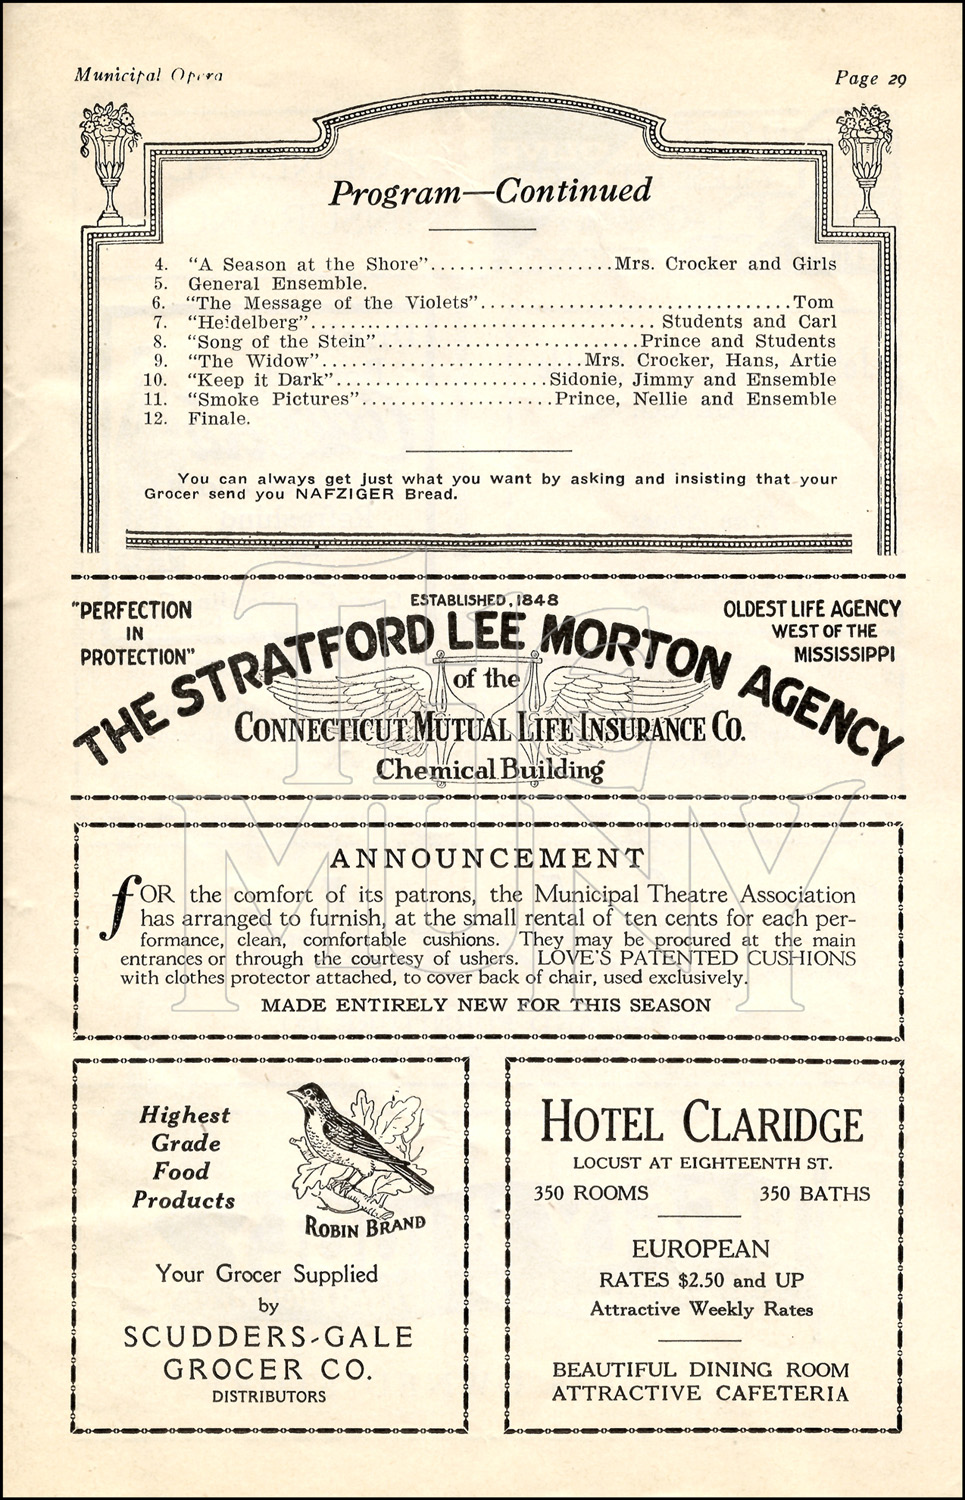 Municipal Opera
Page 29
Program—Continued
4. "A Season at the Shore"...................Mrs. Crocker and Girls
5. General Ensemble.
6. "The Message of the Violets"...............................Tom
7. "Heidelberg".................................. Students and Carl
8. "Song of the Stein"..........................Prince and Students
9. "The Widow"..........................Mrs. Crocker, Hans, Artie
10. "Keep it Dark".....................Sidonie, Jimmy and Ensemble
11. "Smoke Pictures"...................Prince, Nellie and Ensemble
12. Finale.
You can always get just what you want by asking and insisting that your
Grocer send you NAFZIGER Bread.
"PERFECTION
IN
PROTECTION"
ESTABLISHED, 1848
OLDEST LIFE AGENCY
WEST OF THE
MISSISSIPPI
THE STRATFORD LEE MORTON AGENCY
of the
CONNECTICUT MUTUAL LIFE INSURANCE CO.
Chemical Building
The
MUNY
ANNOUNCEMENT
FOR the comfort of its patrons, the Municipal Theatre Association
has arranged to furnish, at the small rental of ten cents for each per-
formance, clean, comfortable cushions. They may be procured at the main
entrances or through the courtesy of ushers. LOVE'S PATENTED CUSHIONS
with clothes protector attached, to cover back of chair, used exclusively.
MADE ENTIRELY NEW FOR THIS SEASON
Highest
Grade
Food
Products
ROBIN BRAND
Your Grocer Supplied
by
SCUDDERS-GALE
GROCER CO.
DISTRIBUTORS
HOTEL CLARIDGE
LOCUST AT EIGHTEENTH ST.
350 ROOMS 350 BATHS
EUROPEAN
RATES $2.50 and UP
Attractive Weekly Rates
BEAUTIFUL DINING ROOM
ATTRACTIVE CAFETERIA